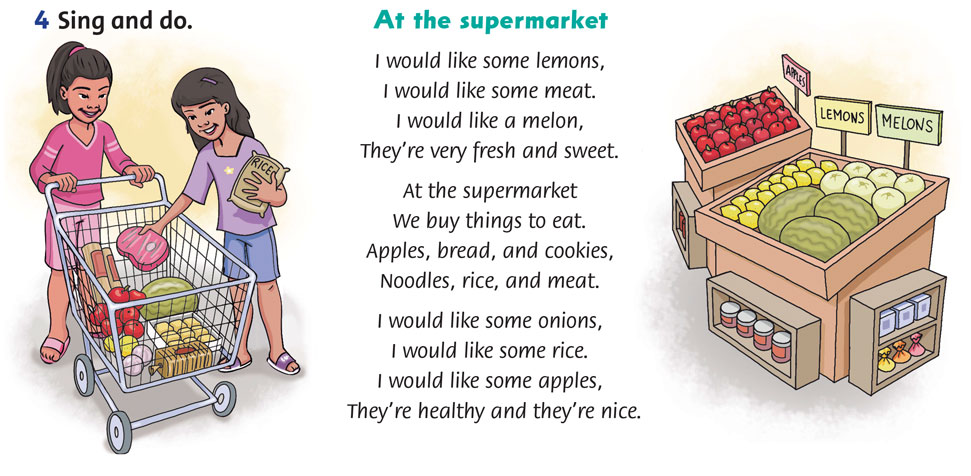 4 Sing and do.
At the supermarket
I would like some lemons,
I would like some meat.
I would like a melon,
They're very fresh and sweet.
At the supermarket
We buy things to eat.
Apples, bread, and cookies,
Noodles, rice, and meat.
I would like some onions,
I would like some rice.
I would like some apples,
They're healthy and they're nice.
RICE
APPLES
LEMONS
MELONS